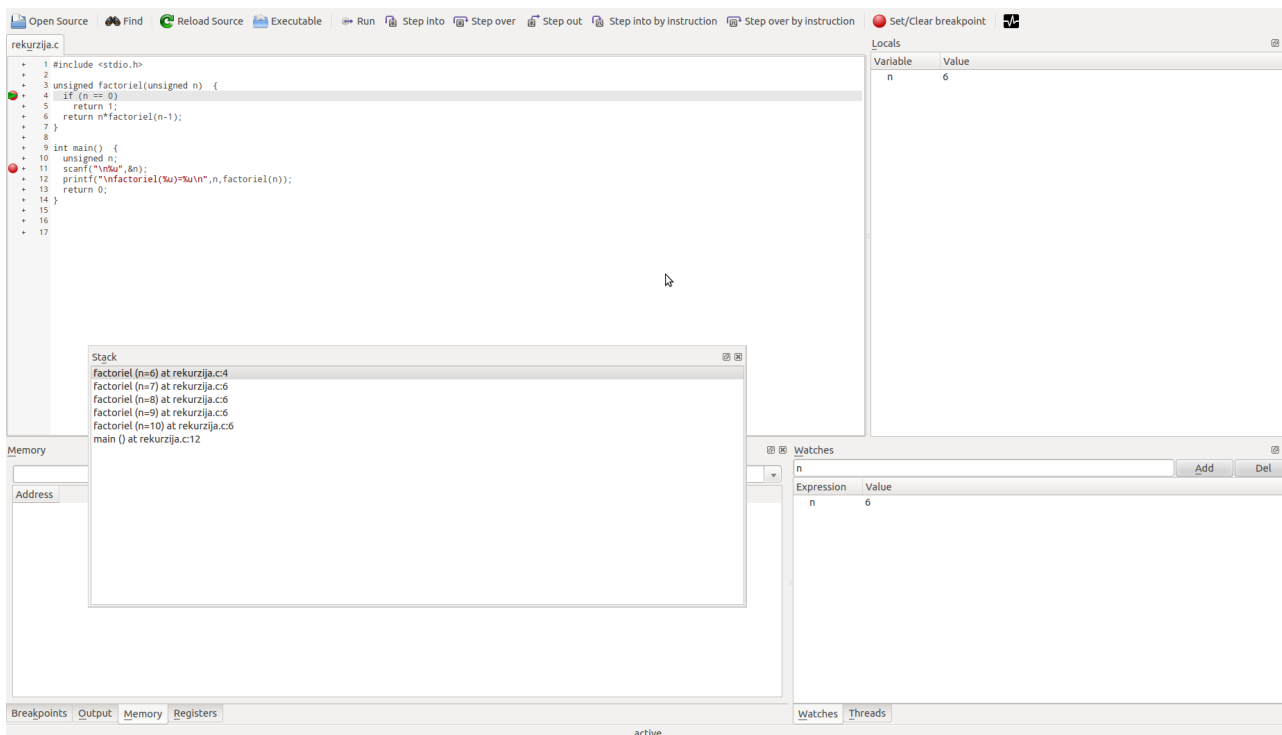 Open Source Find Reload Source Executable Run Step into Step over Step out Step into by instruction Step over by instruction Set/Clear breakpoint
rekurzija.c
1 #include <stdio.h>
2
3 unsigned factoriel(unsigned n)  {
4   if (n == 0)
5     return 1;
6   return n*factoriel(n-1);
7 }
8
9 int main()  {
10   unsigned n;
11   scanf("\n%u",&n);
12   printf("\nfactoriel(%u)=%u\n",n,factoriel(n));
13   return 0;
14 }
15
16
17
Locals
Variable Value
n 6
Stack
factoriel (n=6) at rekurzija.c:4
factoriel (n=7) at rekurzija.c:6
factoriel (n=8) at rekurzija.c:6
factoriel (n=9) at rekurzija.c:6
factoriel (n=10) at rekurzija.c:6
main () at rekurzija.c:12
Memory
Address
Watches
n Add Del
Expression Value
n 6
Breakpoints Output Memory Registers
Watches Threads
active